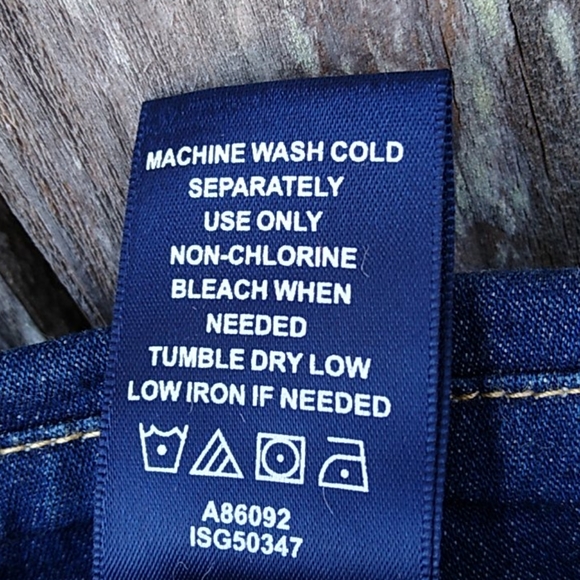 MACHINE WASH COLD
SEPARATELY
USE ONLY
NON-CHLORINE
BLEACH WHEN
NEEDED
TUMBLE DRY LOW
LOW IRON IF NEEDED
A86092
ISG50347